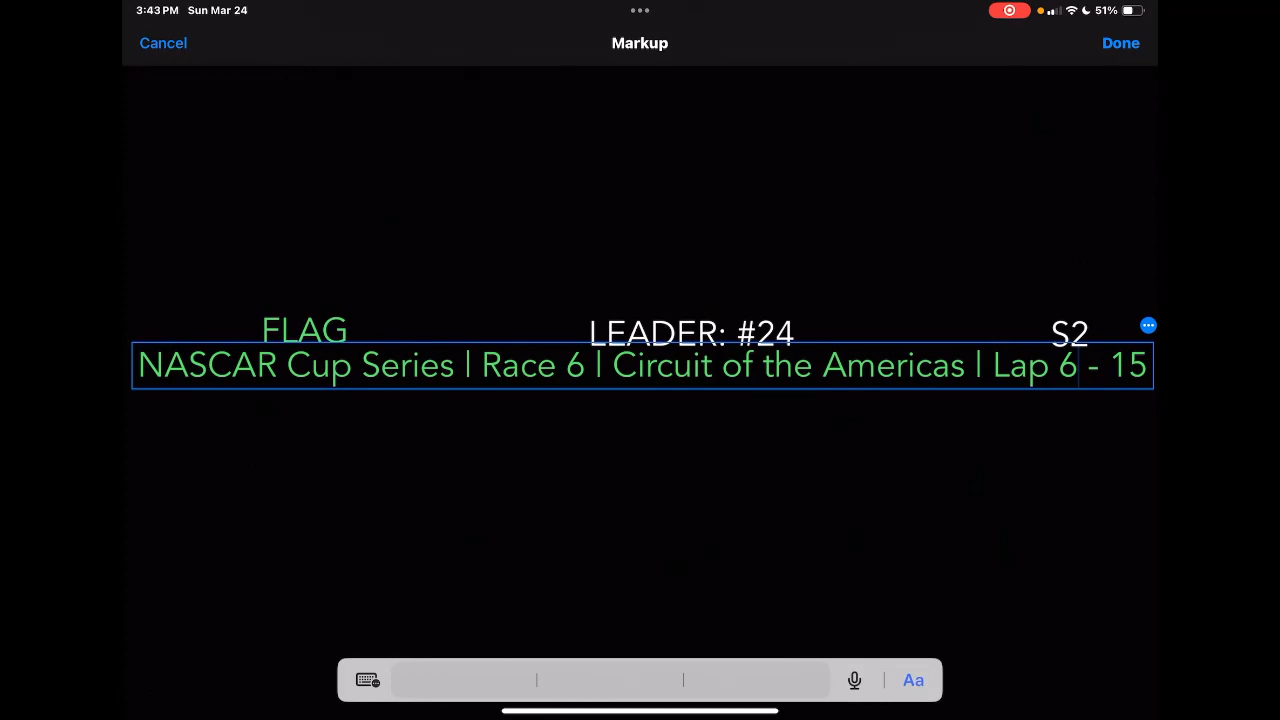 3:43 PM Sun Mar 24 51%
Cancel Markup Done
FLAG LEADER: #24 S2
NASCAR Cup Series | Race 6 | Circuit of the Americas | Lap 6 - 15
Aa